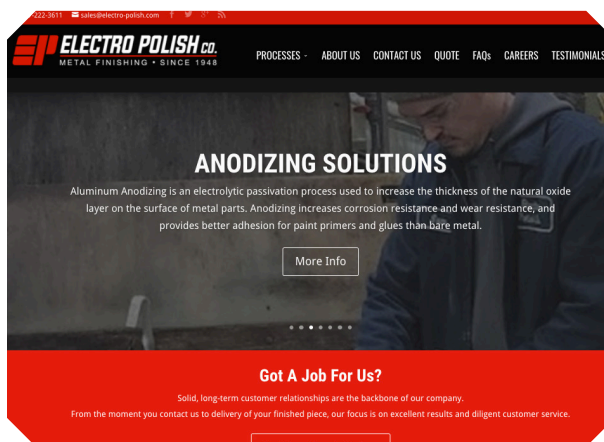 -222-3611 sales@electro-polish.com
EP ELECTRO POLISH CO.
METAL FINISHING • SINCE 1948
PROCESSES ABOUT US CONTACT US QUOTE FAQs CAREERS TESTIMONIALS
ANODIZING SOLUTIONS
Aluminum Anodizing is an electrolytic passivation process used to increase the thickness of the natural oxide
layer on the surface of metal parts. Anodizing increases corrosion resistance and wear resistance, and
provides better adhesion for paint primers and glues than bare metal.
More Info
Got A Job For Us?
Solid, long-term customer relationships are the backbone of our company.
From the moment you contact us to delivery of your finished piece, our focus is on excellent results and diligent customer service.